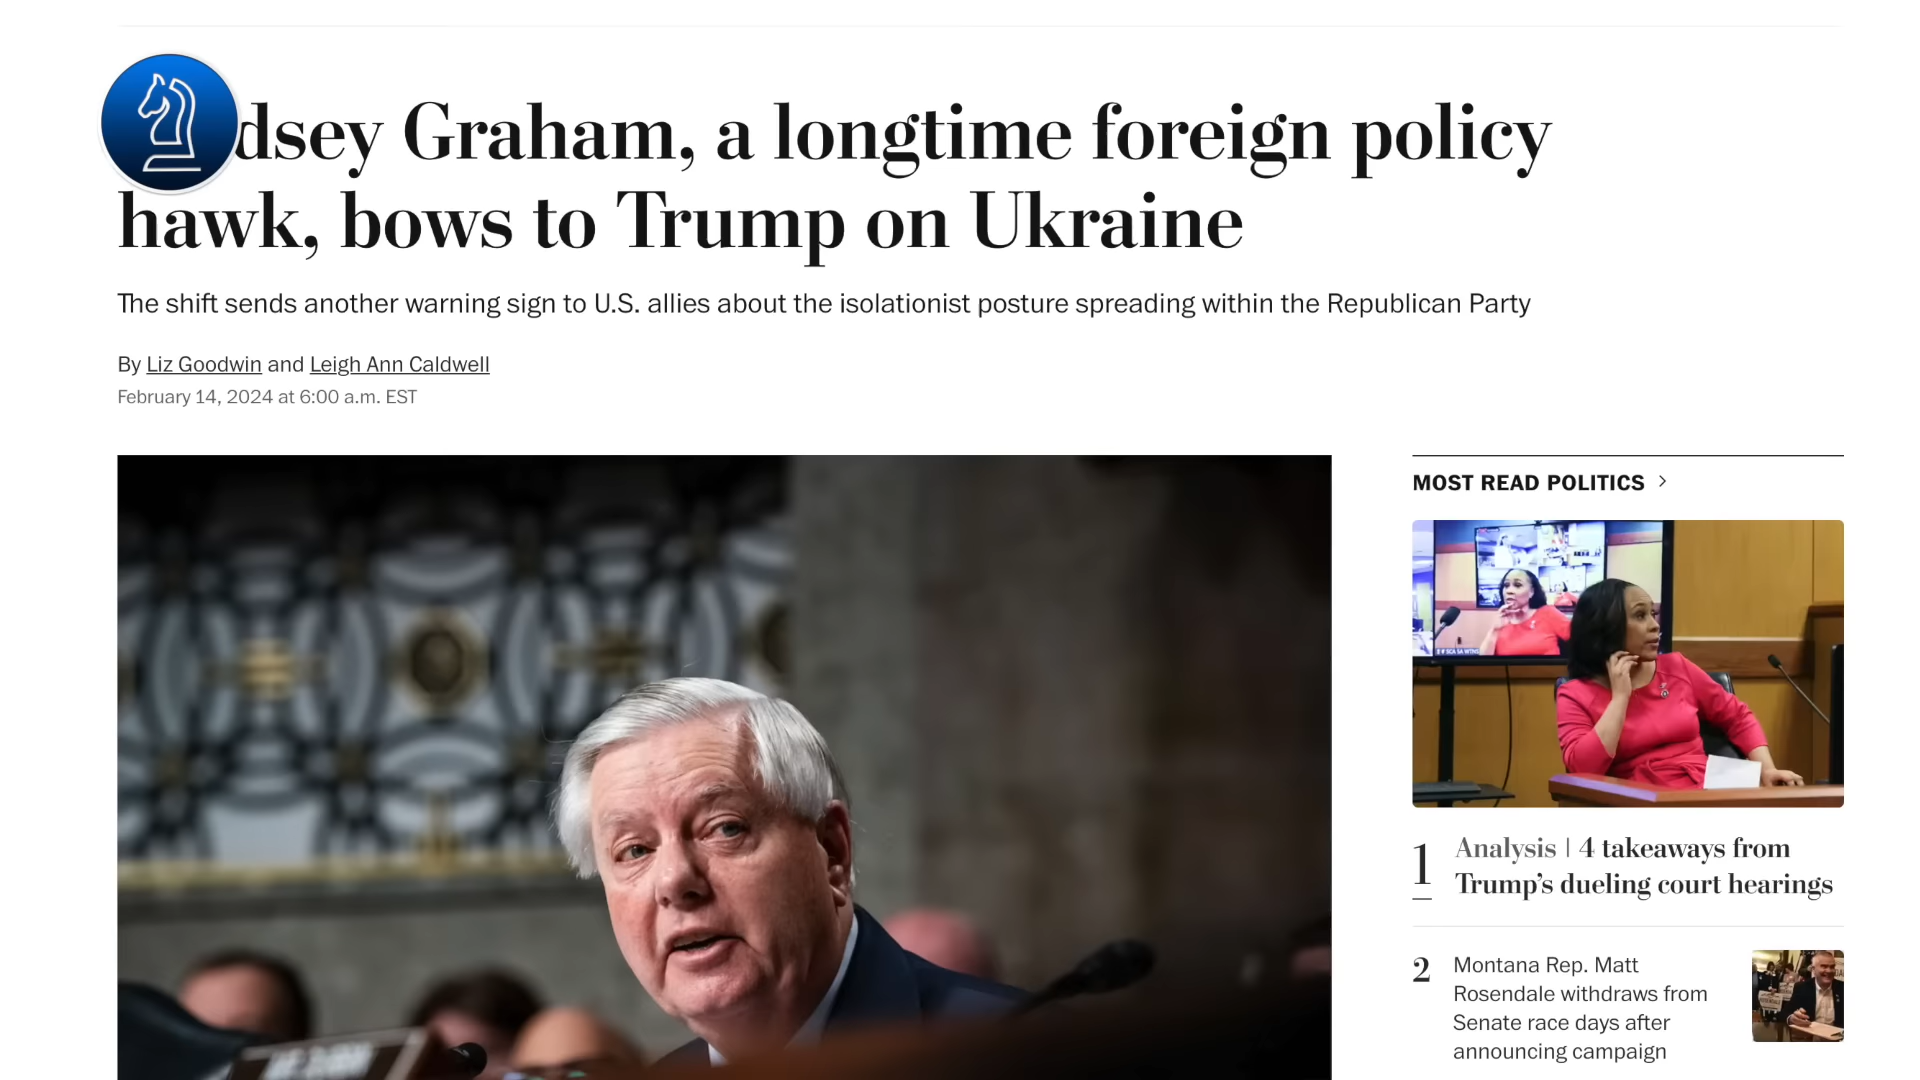 dsey Graham, a longtime foreign policy
hawk, bows to Trump on Ukraine
The shift sends another warning sign to U.S. allies about the isolationist posture spreading within the Republican Party
By Liz Goodwin and Leigh Ann Caldwell
February 14, 2024 at 6:00 a.m. EST
MOST READ POLITICS >
1
Analysis | 4 takeaways from
Trump's dueling court hearings
2
Montana Rep. Matt
Rosendale withdraws from
Senate race days after
announcing campaign